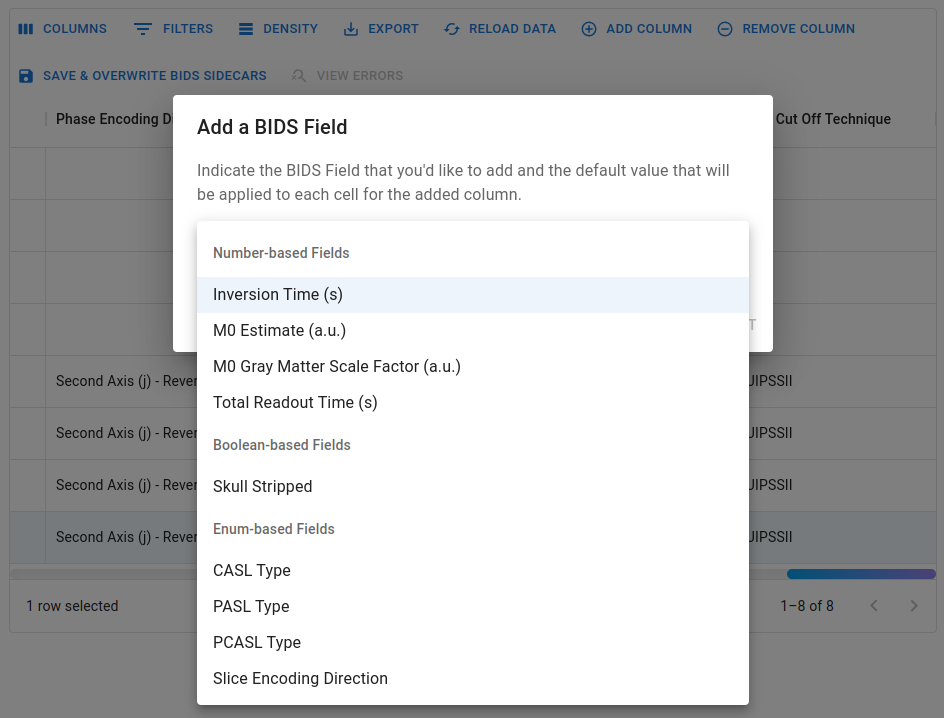 COLUMNS FILTERS DENSITY EXPORT RELOAD DATA ADD COLUMN REMOVE COLUMN
SAVE & OVERWRITE BIDS SIDECARS VIEW ERRORS
Phase Encoding D Cut Off Technique
Add a BIDS Field
Indicate the BIDS Field that you'd like to add and the default value that will
be applied to each cell for the added column.
Number-based Fields
Inversion Time (s)
M0 Estimate (a.u.)
T
M0 Gray Matter Scale Factor (a.u.)
Second Axis (j) - Rever UIPSSII
Total Readout Time (s)
Second Axis (j) - Rever UIPSSII
Boolean-based Fields
Second Axis (j) - Rever UIPSSII
Skull Stripped
Enum-based Fields
Second Axis (j) - Rever UIPSSII
CASL Type
1 row selected 1–8 of 8
PASL Type
PCASL Type
Slice Encoding Direction